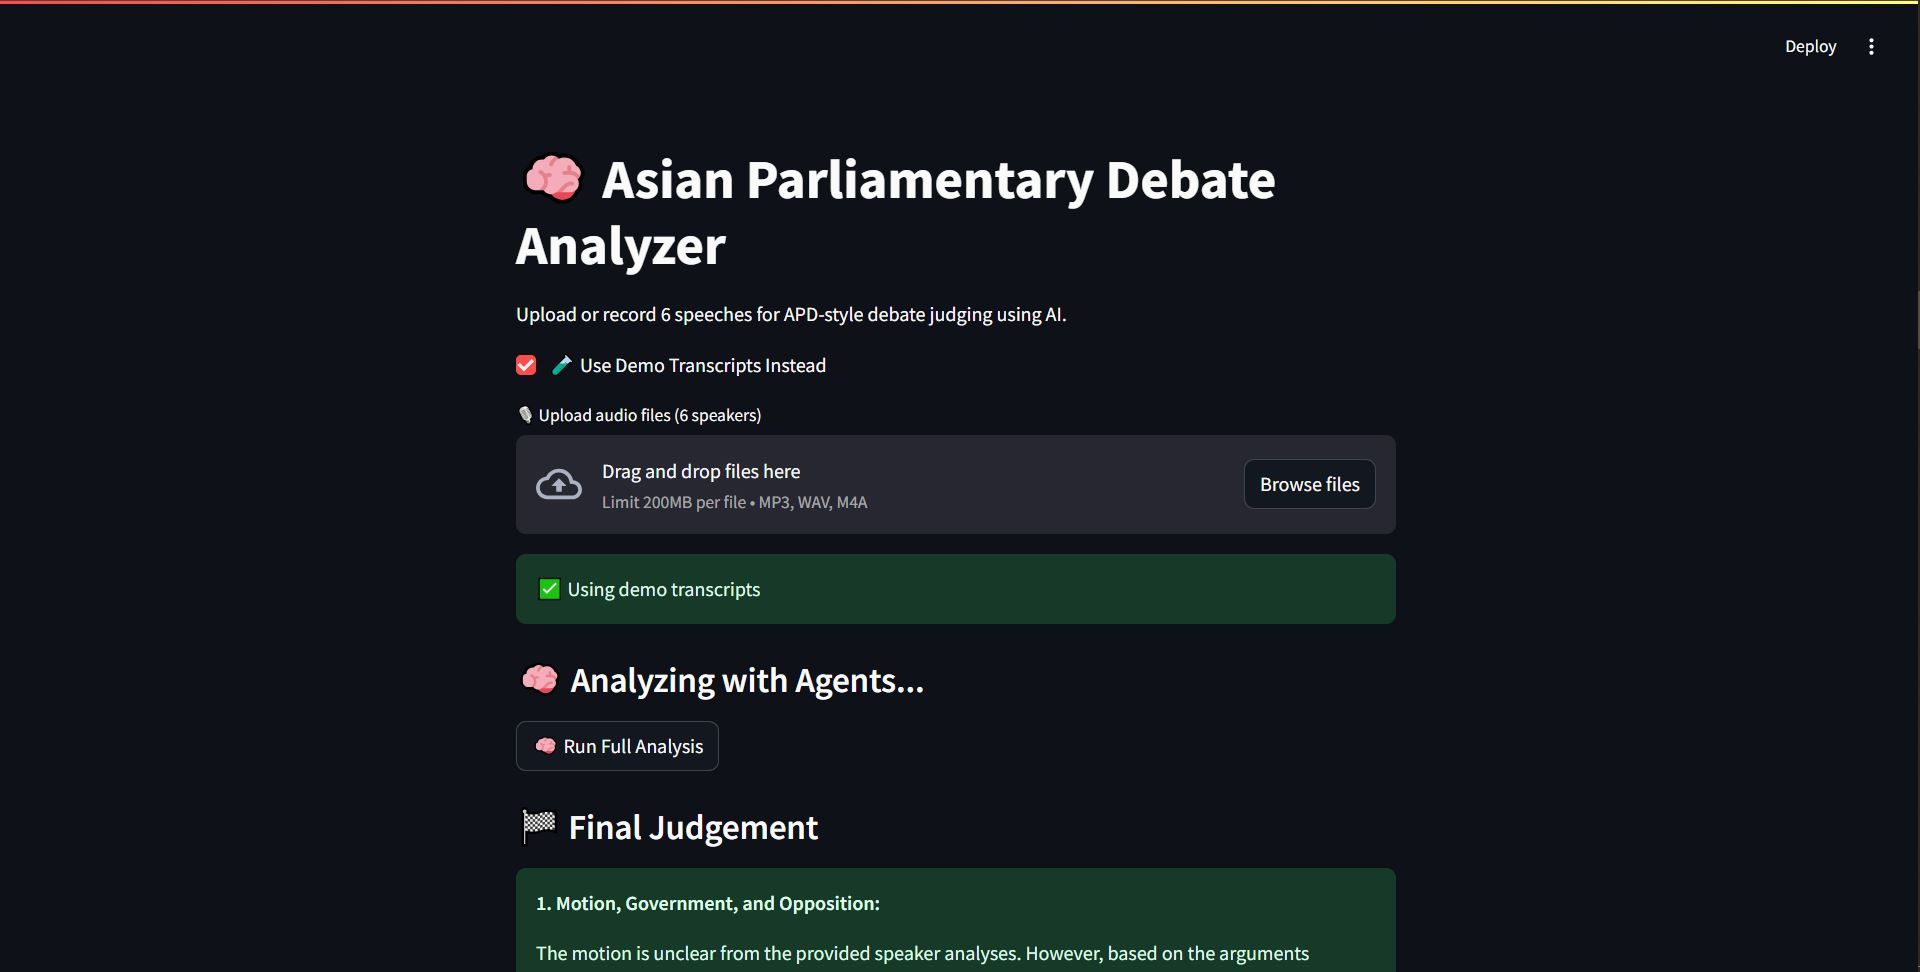 Deploy
Asian Parliamentary Debate
Analyzer
Upload or record 6 speeches for APD-style debate judging using AI.
Use Demo Transcripts Instead
Upload audio files (6 speakers)
Drag and drop files here
Limit 200MB per file • MP3, WAV, M4A
Browse files
Using demo transcripts
Analyzing with Agents...
Run Full Analysis
Final Judgement
1. Motion, Government, and Opposition:
The motion is unclear from the provided speaker analyses. However, based on the arguments